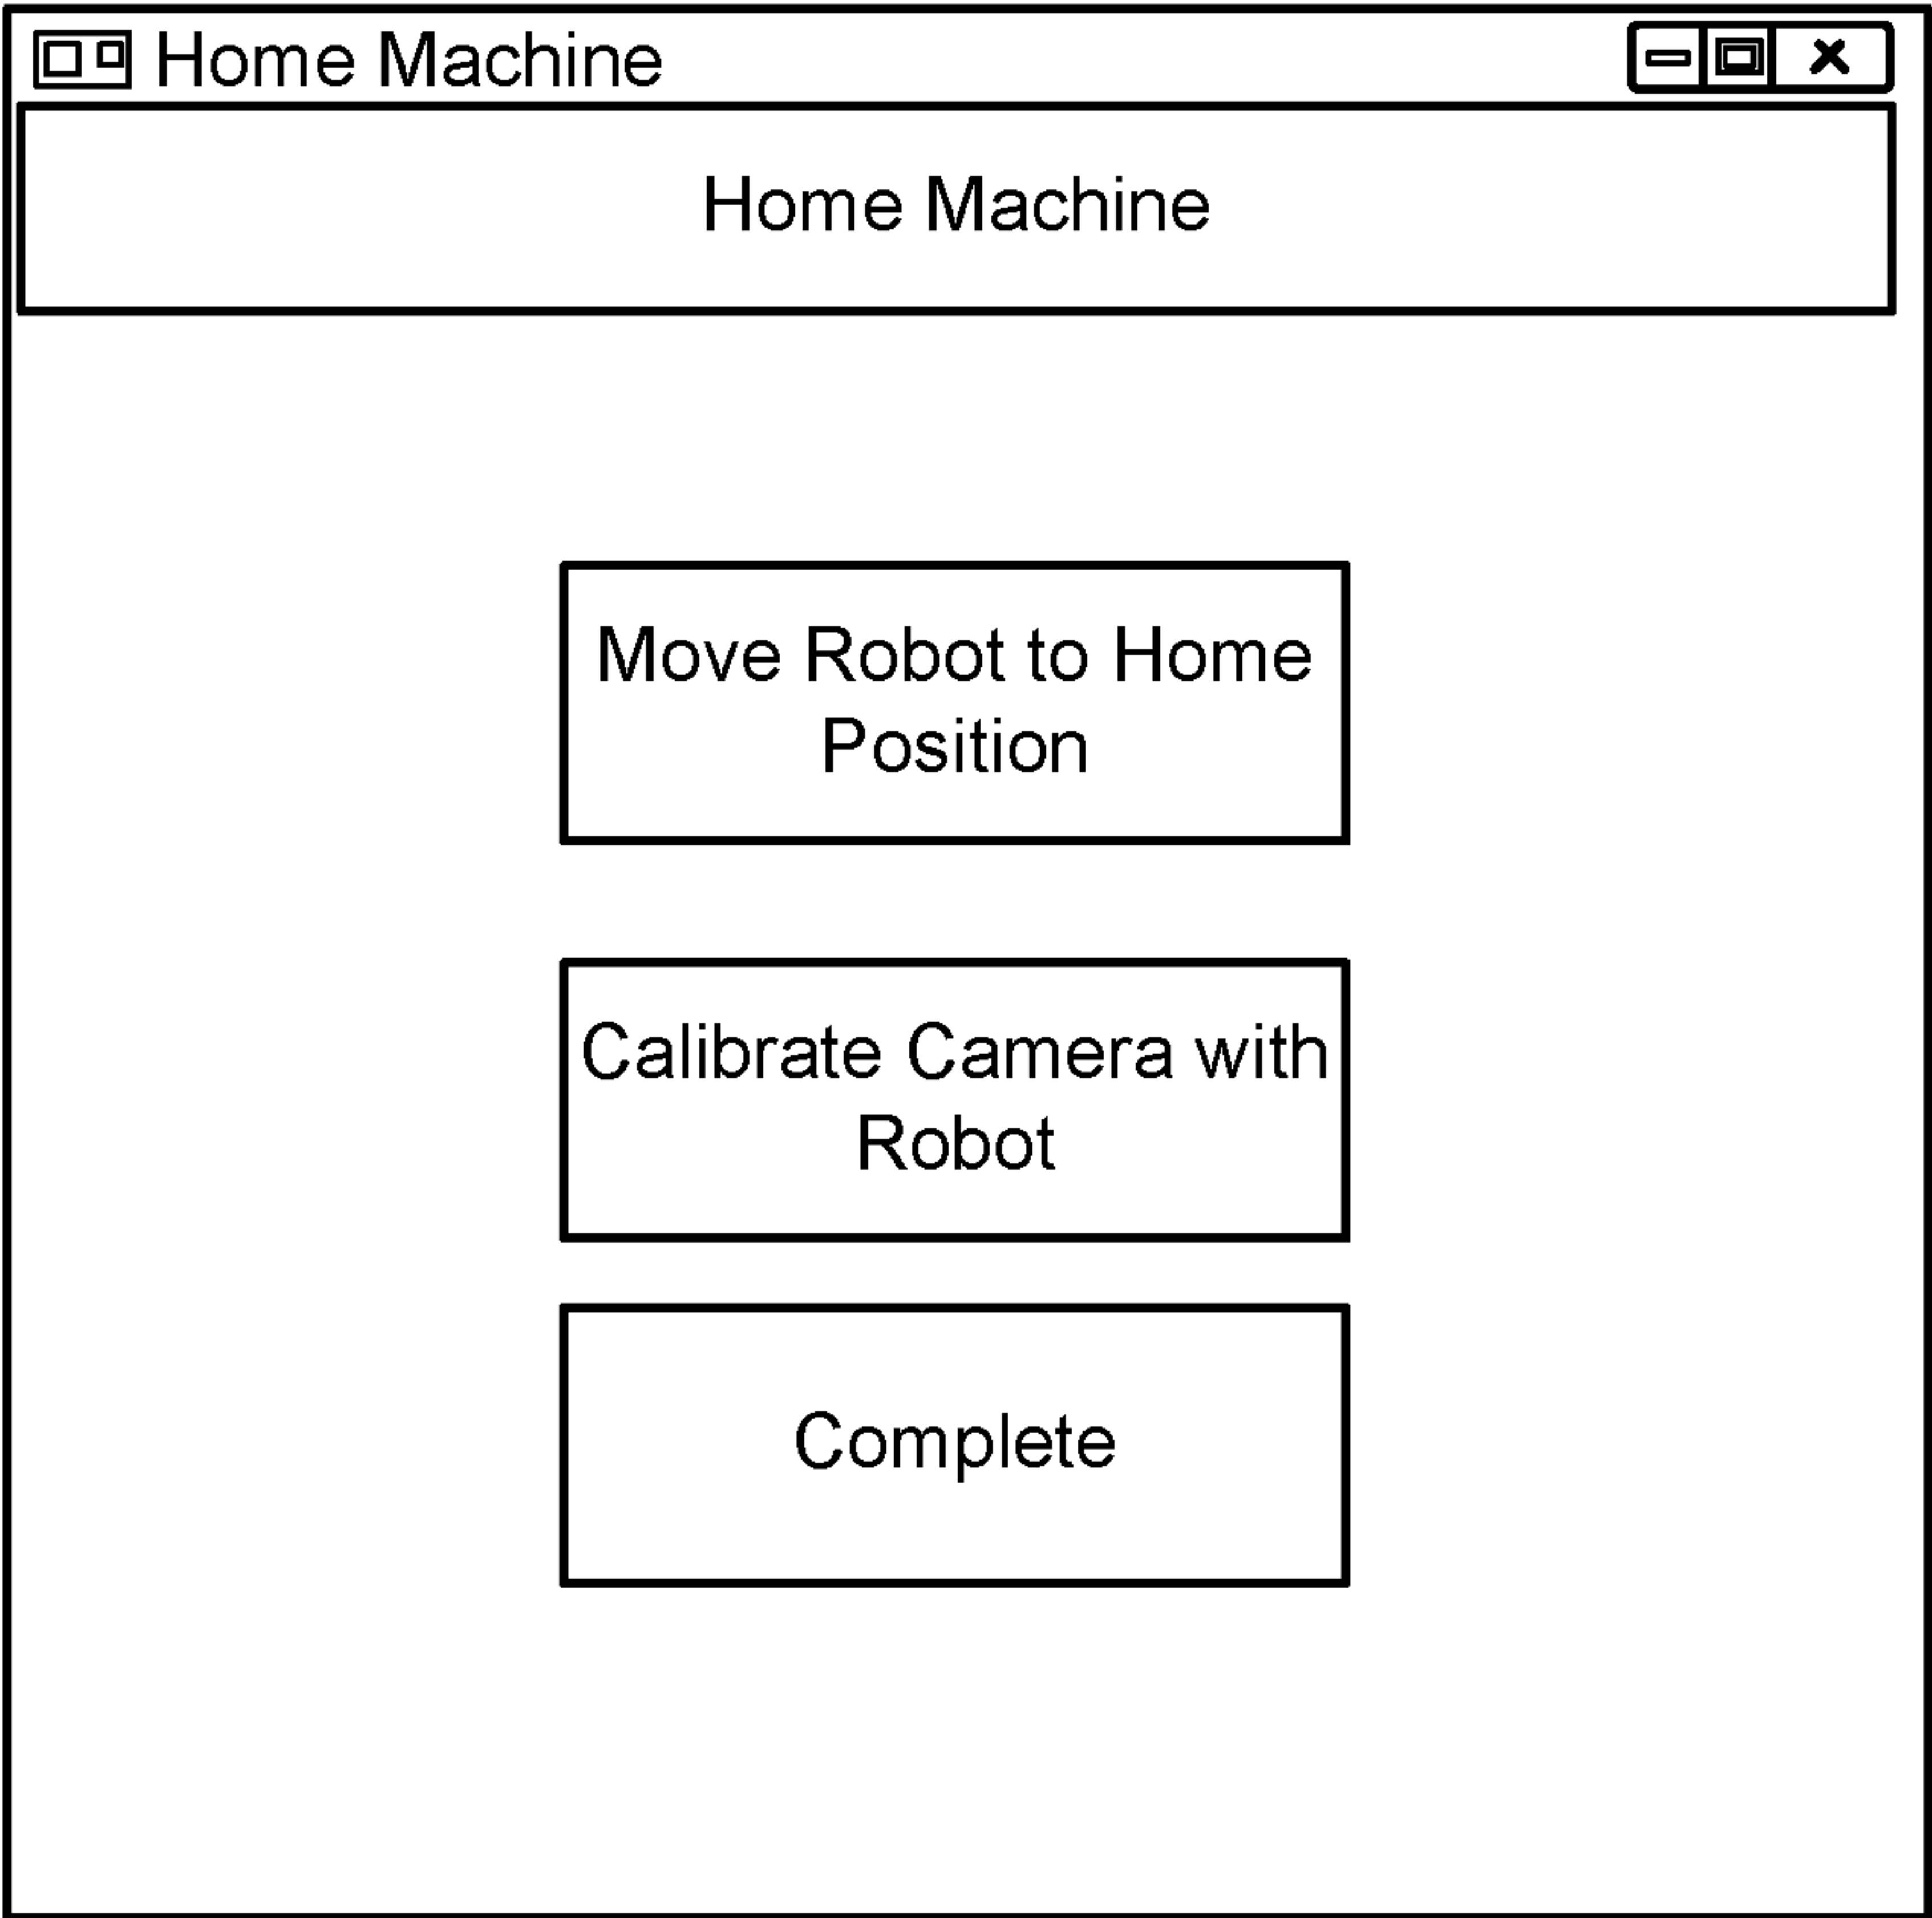 Home Machine
Home Machine
Move Robot to Home
Position
Calibrate Camera with
Robot
Complete